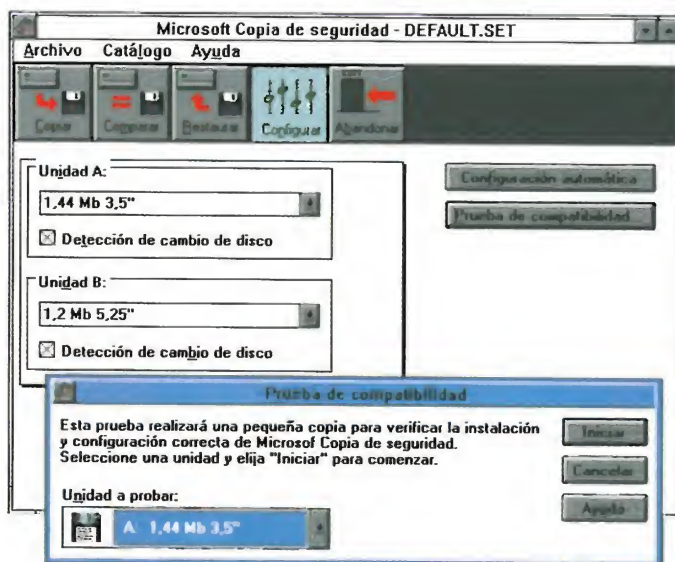 Microsoft Copia de seguridad - DEFAULT.SET
Archivo Catálogo Ayuda
Copiar Comparar Restaurar Configurar Abandonar
Unidad A:
1,44 Mb 3,5"
Detección de cambio de disco
Unidad B:
1,2 Mb 5,25"
Detección de cambio de disco
Configuración automática
Prueba de compatibilidad
Prueba de compatibilidad
Esta prueba realizará una pequeña copia para verificar la instalación
y configuración correcta de Microsof Copia de seguridad.
Seleccione una unidad y elija "Iniciar" para comenzar.
Unidad a probar:
A: 1,44 Mb 3,5"
Iniciar
Cancelar
Ayuda